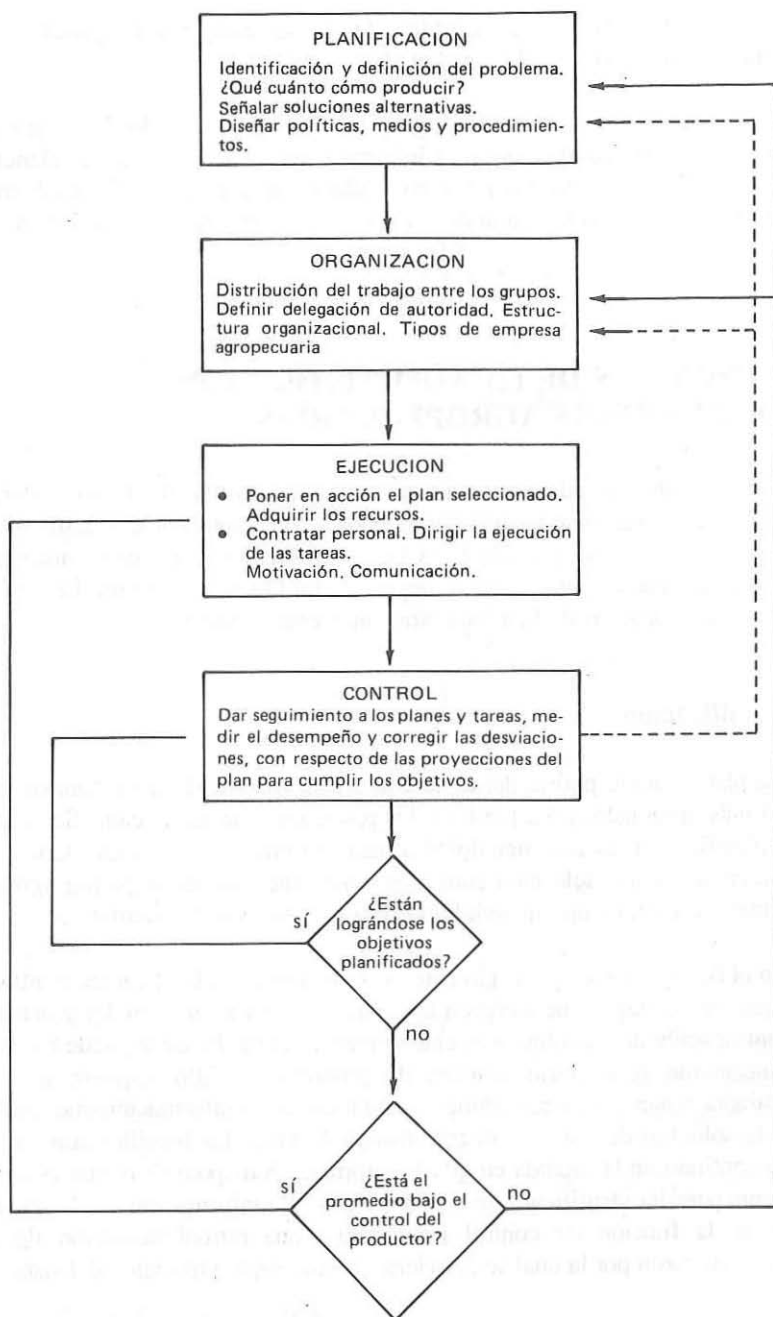 PLANIFICACION
Identificación y definición del problema.
¿Qué cuánto cómo producir?
Señalar soluciones alternativas.
Diseñar políticas, medios y procedimien-
tos.
ORGANIZACION
Distribución del trabajo entre los grupos.
Definir delegación de autoridad. Estruc-
tura organizacional. Tipos de empresa
agropecuaria
EJECUCION
• Poner en acción el plan seleccionado.
Adquirir los recursos.
• Contratar personal. Dirigir la ejecución
de las tareas.
Motivación. Comunicación.
CONTROL
Dar seguimiento a los planes y tareas, me-
dir el desempeño y corregir las desviacio-
nes, con respecto de las proyecciones del
plan para cumplir los objetivos.
sí
¿Están
lográndose los
objetivos
planificados?
no
sí
¿Está el
promedio bajo el
control del
productor?
no